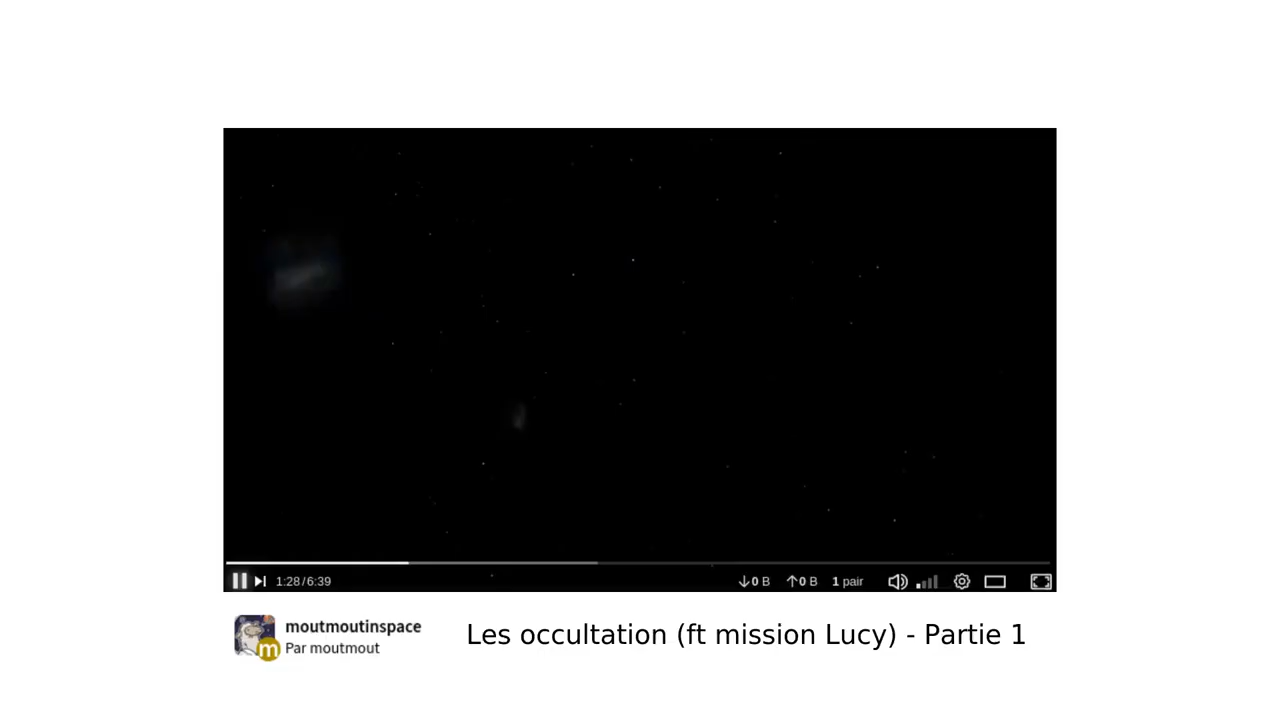 1:28/6:39
0 B
0 B
1 pair
moutmoutinspace
m
Par moutmout
Les occultation (ft mission Lucy) - Partie 1